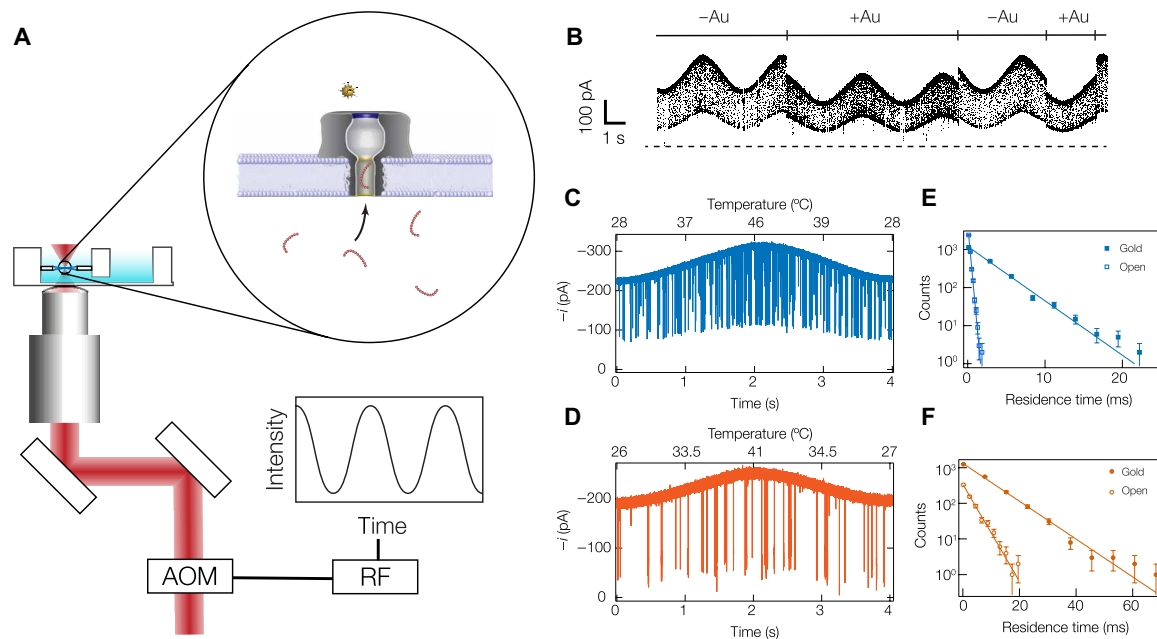 A
Intensity
Time
AOM
RF
B
−Au
+Au
−Au
+Au
100 pA
1 s
C
Temperature (ºC)
28 37 46 39 28
−300
−200
−100
0
−i (pA)
0 1 2 3 4
Time (s)
D
Temperature (ºC)
26 33.5 41 34.5 27
−200
−100
0
−i (pA)
0 1 2 3 4
Time (s)
E
Gold
Open
10³
10²
10¹
10⁰
Counts
0 10 20
Residence time (ms)
F
Gold
Open
10³
10²
10¹
10⁰
Counts
0 20 40 60
Residence time (ms)